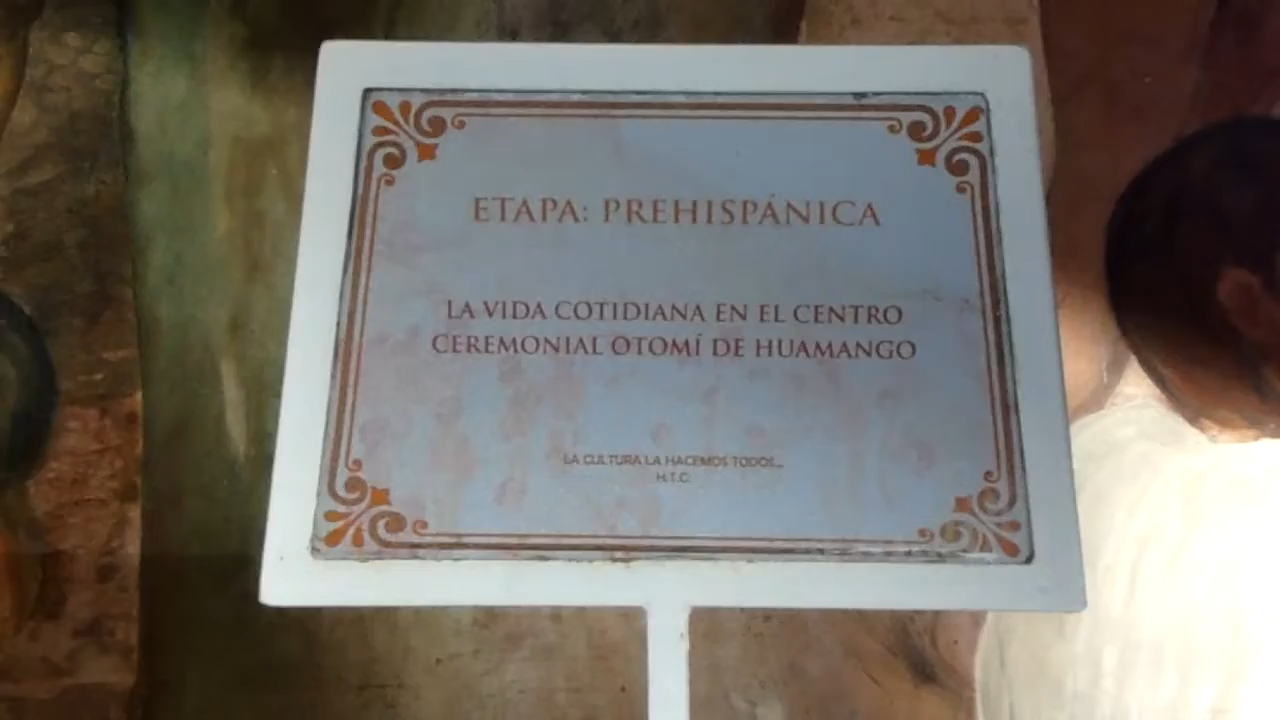 ETAPA: PREHISPÁNICA
LA VIDA COTIDIANA EN EL CENTRO
CEREMONIAL OTOMÍ DE HUAMANGO
LA CULTURA LA HACEMOS TODOS...
H.T.C.